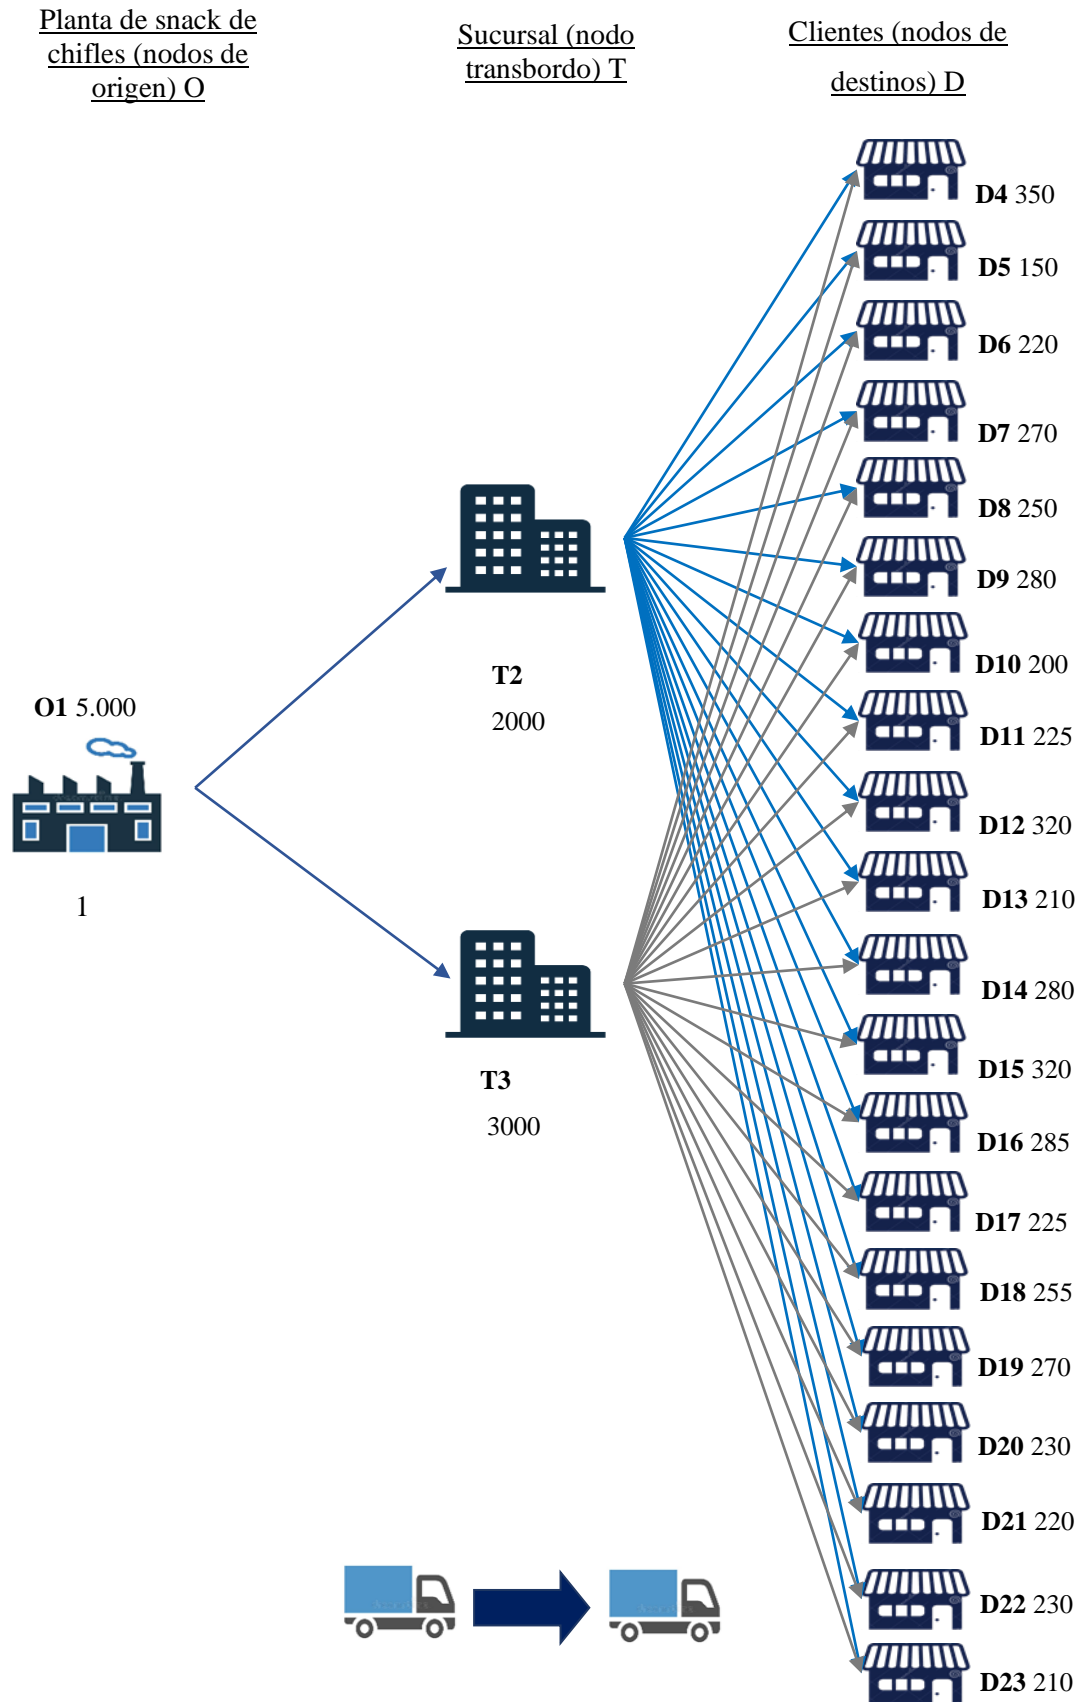 Planta de snack de
chifles (nodos de
origen) O
Sucursal (nodo
transbordo) T
Clientes (nodos de
destinos) D
D4 350
D5 150
D6 220
D7 270
D8 250
D9 280
D10 200
T2
2000
O1 5.000
D11 225
D12 320
1
D13 210
D14 280
T3
3000
D15 320
D16 285
D17 225
D18 255
D19 270
D20 230
D21 220
D22 230
D23 210